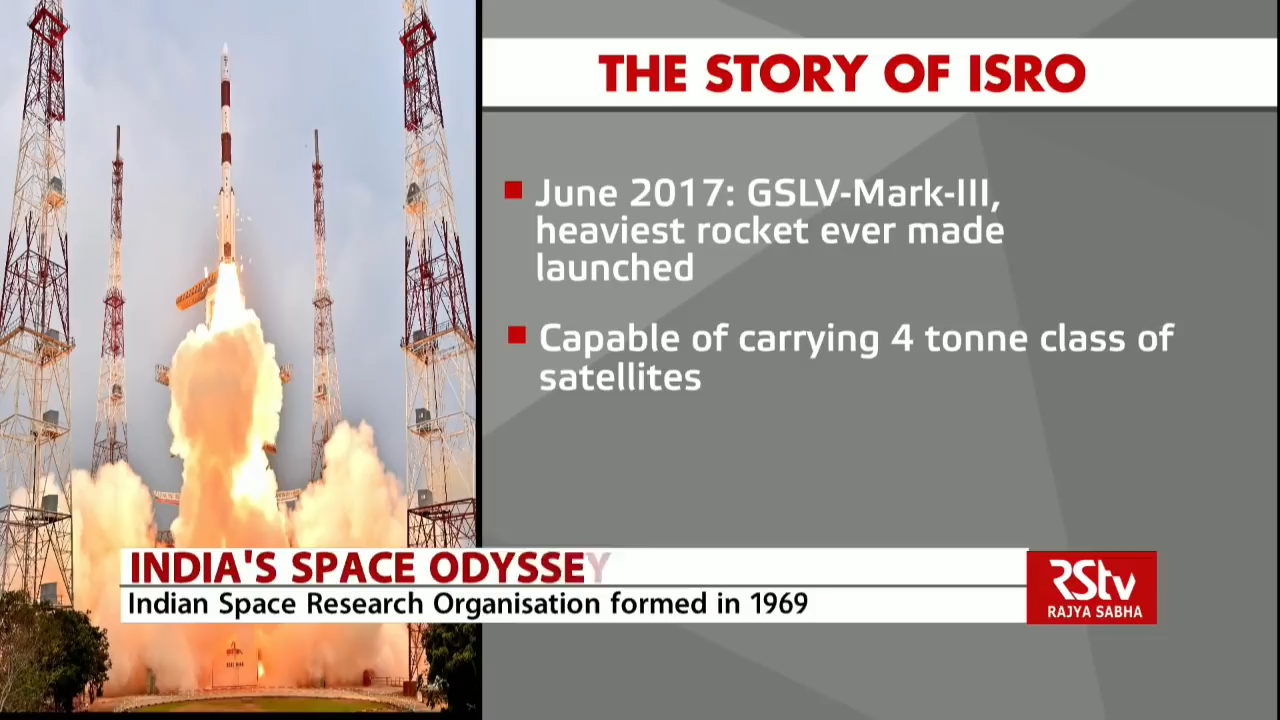 THE STORY OF ISRO
June 2017: GSLV-Mark-III,
heaviest rocket ever made
launched
Capable of carrying 4 tonne class of
satellites
INDIA'S SPACE ODYSSEY
Indian Space Research Organisation formed in 1969
RStv
RAJYA SABHA